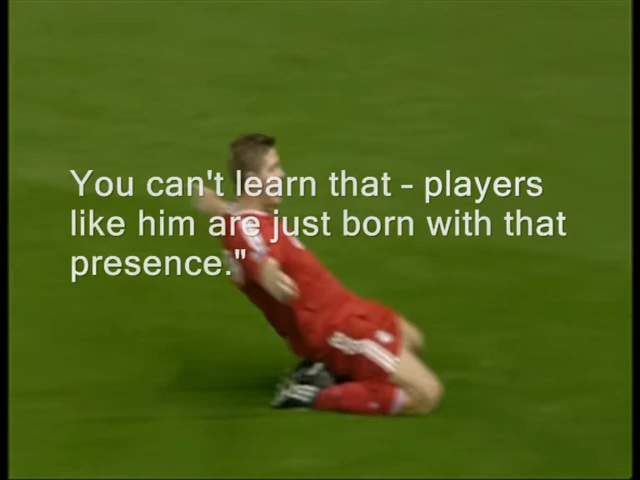 You can't learn that - players
like him are just born with that
presence."